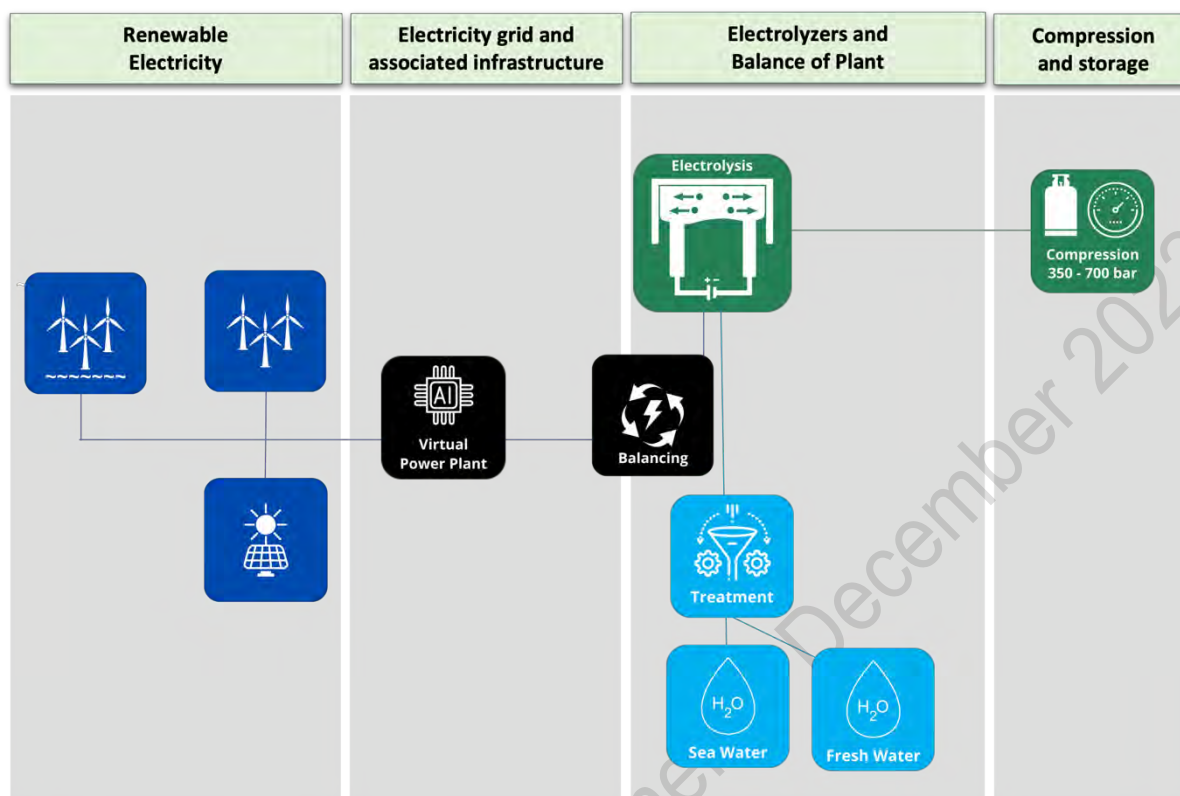 Renewable
Electricity
Electricity grid and
associated infrastructure
Electrolyzers and
Balance of Plant
Compression
and storage
Electrolysis
+ -
Compression
350 - 700 bar
AI
Virtual
Power Plant
Balancing
Treatment
H₂O
Sea Water
H₂O
Fresh Water
December